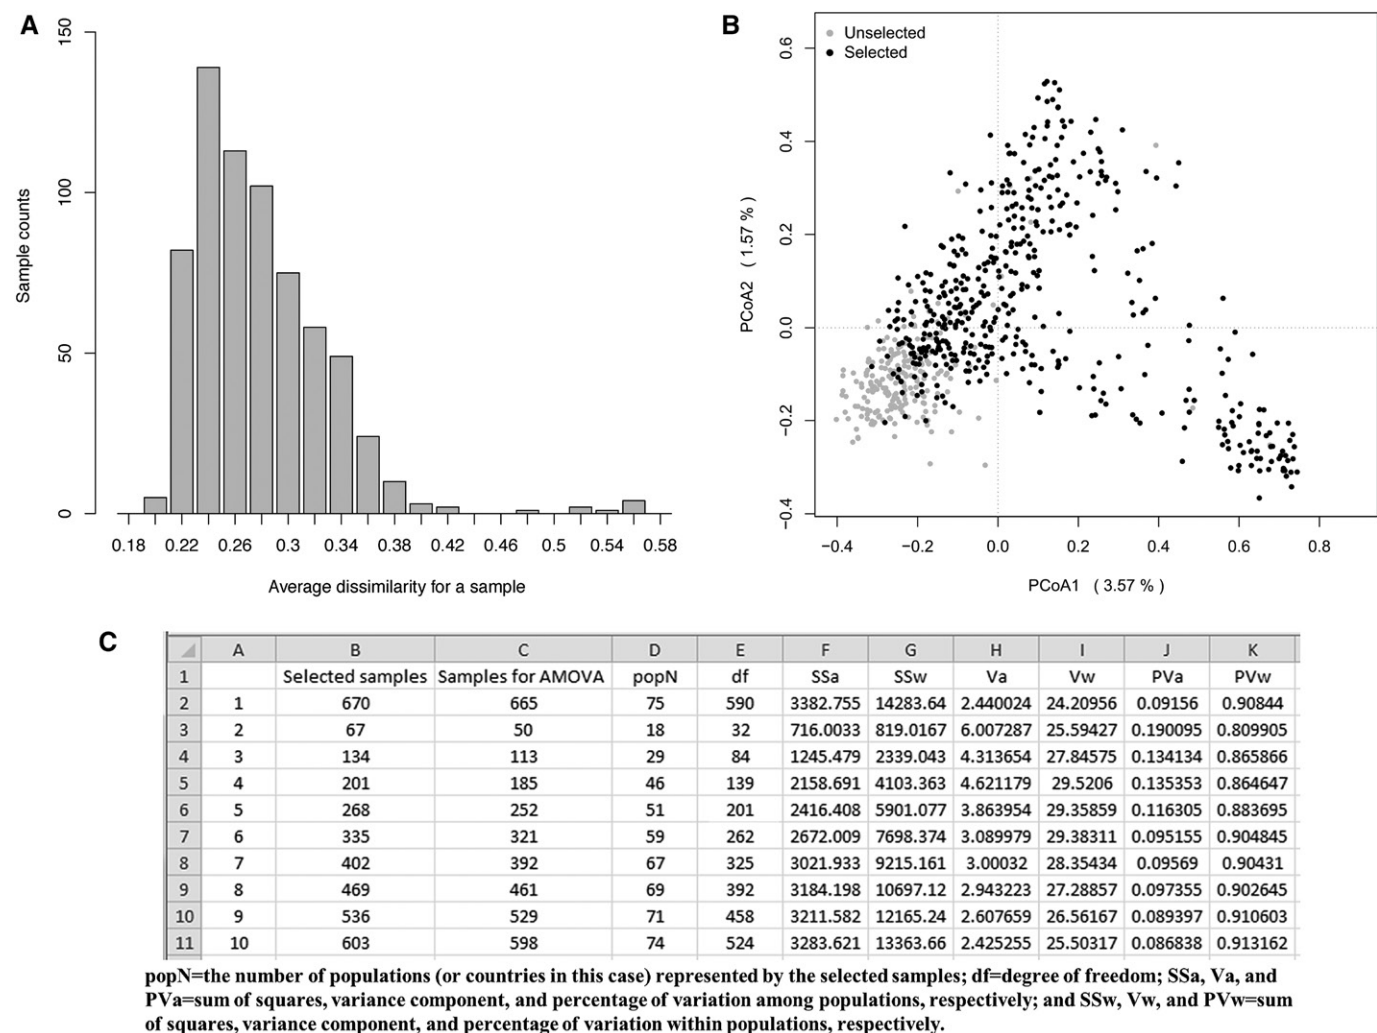 A
150
100
50
0
Sample counts
0.18 0.22 0.26 0.3 0.34 0.38 0.42 0.46 0.5 0.54 0.58
Average dissimilarity for a sample
B
Unselected
Selected
0.6
0.4
0.2
0.0
−0.2
−0.4
PCoA2 ( 1.57 % )
−0.4 −0.2 0.0 0.2 0.4 0.6 0.8
PCoA1 ( 3.57 % )
C
A B C D E F G H I J K
1 Selected samples Samples for AMOVA popN df SSa SSw Va Vw PVa PVw
2 1 670 665 75 590 3382.755 14283.64 2.440024 24.20956 0.09156 0.90844
3 2 67 50 18 32 716.0033 819.0167 6.007287 25.59427 0.190095 0.809905
4 3 134 113 29 84 1245.479 2339.043 4.313654 27.84575 0.134134 0.865866
5 4 201 185 46 139 2158.691 4103.363 4.621179 29.5206 0.135353 0.864647
6 5 268 252 51 201 2416.408 5901.077 3.863954 29.35859 0.116305 0.883695
7 6 335 321 59 262 2672.009 7698.374 3.089979 29.38311 0.095155 0.904845
8 7 402 392 67 325 3021.933 9215.161 3.00032 28.35434 0.09569 0.90431
9 8 469 461 69 392 3184.198 10697.12 2.943223 27.28857 0.097355 0.902645
10 9 536 529 71 458 3211.582 12165.24 2.607659 26.56167 0.089397 0.910603
11 10 603 598 74 524 3283.621 13363.66 2.425255 25.50317 0.086838 0.913162
popN=the number of populations (or countries in this case) represented by the selected samples; df=degree of freedom; SSa, Va, and
PVa=sum of squares, variance component, and percentage of variation among populations, respectively; and SSw, Vw, and PVw=sum
of squares, variance component, and percentage of variation within populations, respectively.